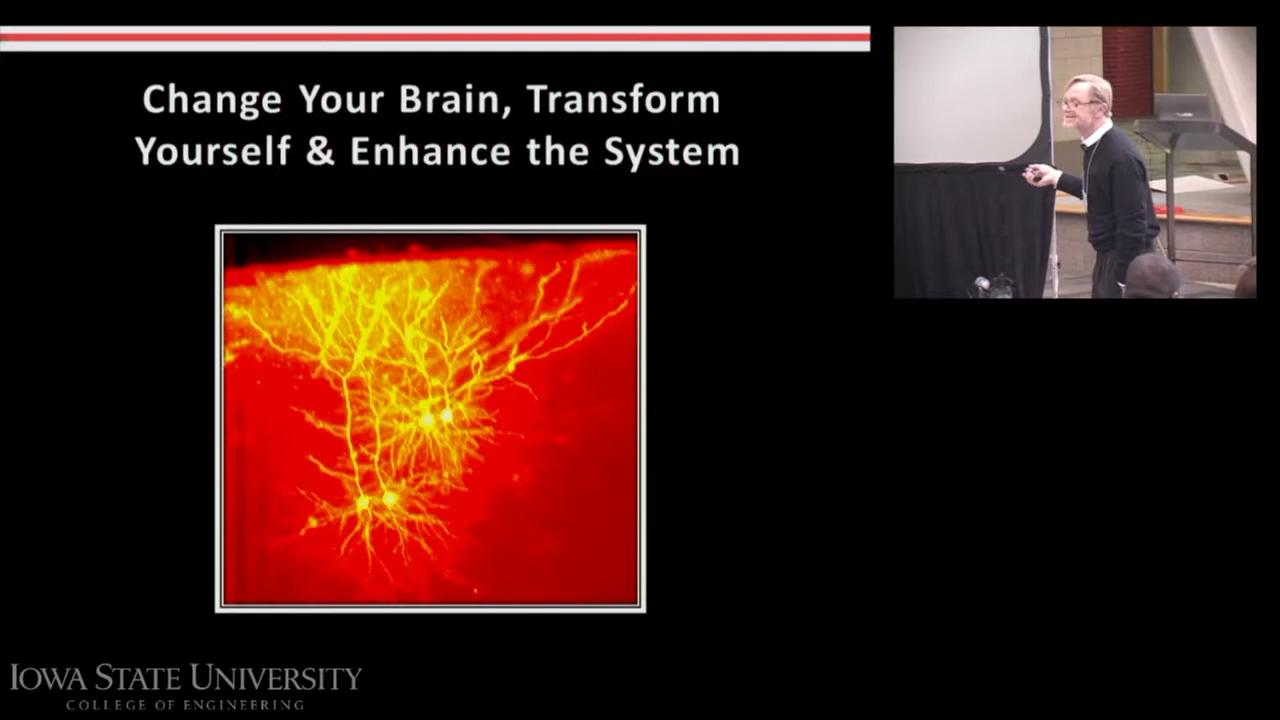 Change Your Brain, Transform
Yourself & Enhance the System
IOWA STATE UNIVERSITY
COLLEGE OF ENGINEERING